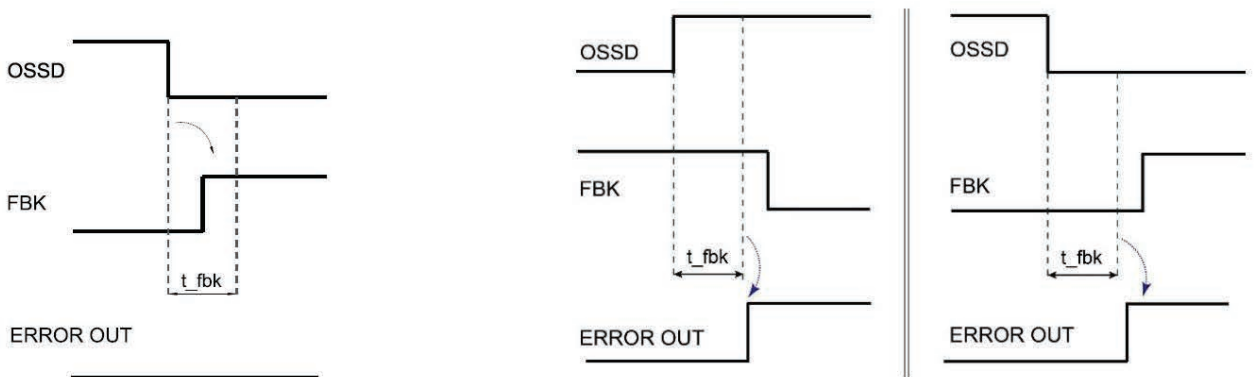 OSSD
FBK
t_fbk
ERROR OUT
OSSD
FBK
t_fbk
ERROR OUT
OSSD
FBK
t_fbk
ERROR OUT